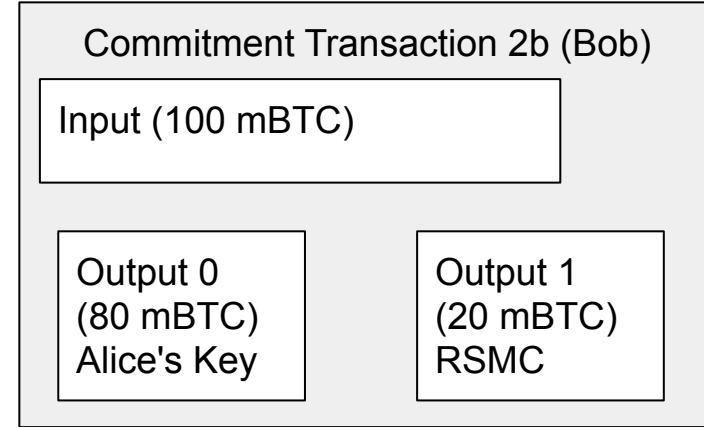 Commitment Transaction 2b (Bob)
Input (100 mBTC)
Output 0
(80 mBTC)
Alice's Key
Output 1
(20 mBTC)
RSMC